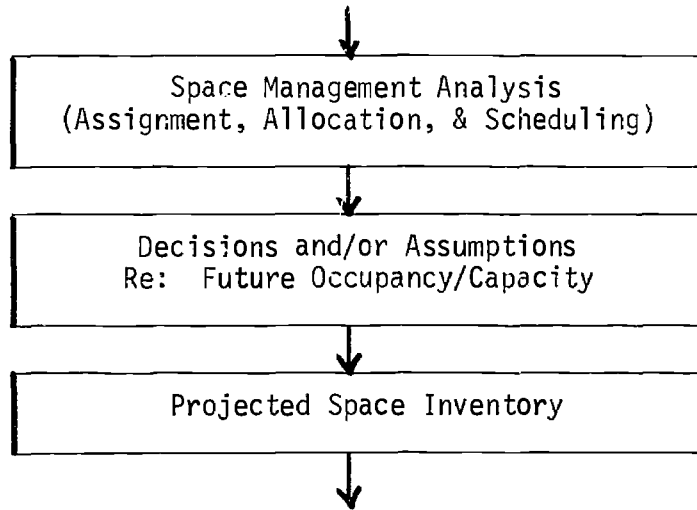 Space Management Analysis
(Assignment, Allocation, & Scheduling)
Decisions and/or Assumptions
Re: Future Occupancy/Capacity
Projected Space Inventory